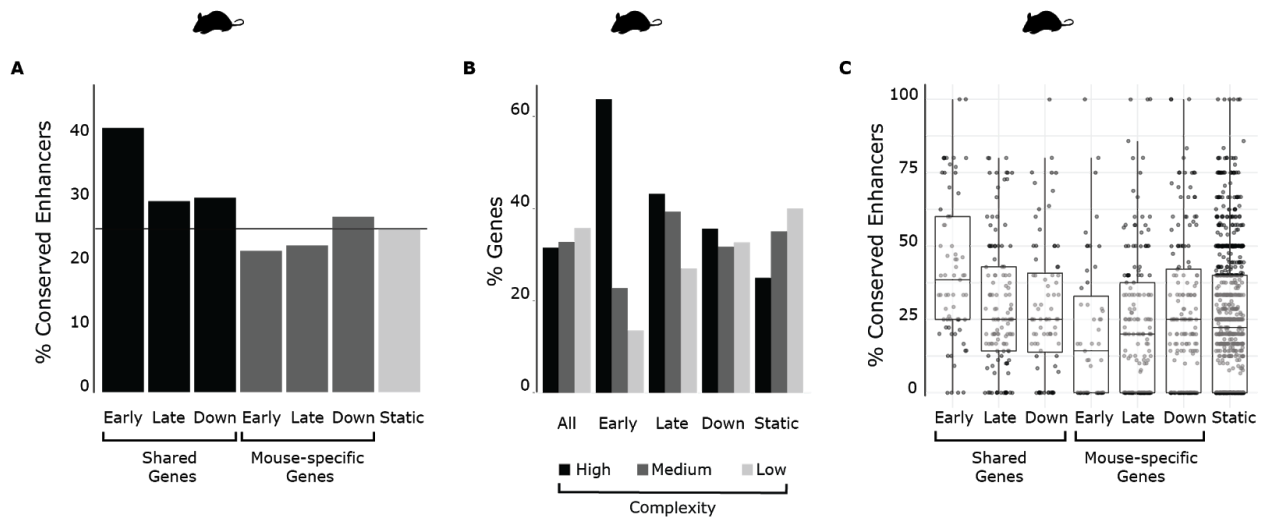 A
% Conserved Enhancers
40
30
20
10
0
Early Late Down Early Late Down Static
Shared Genes
Mouse-specific Genes
B
% Genes
60
40
20
0
All Early Late Down Static
High Medium Low
Complexity
C
% Conserved Enhancers
100
75
50
25
0
Early Late Down Early Late Down Static
Shared Genes
Mouse-specific Genes